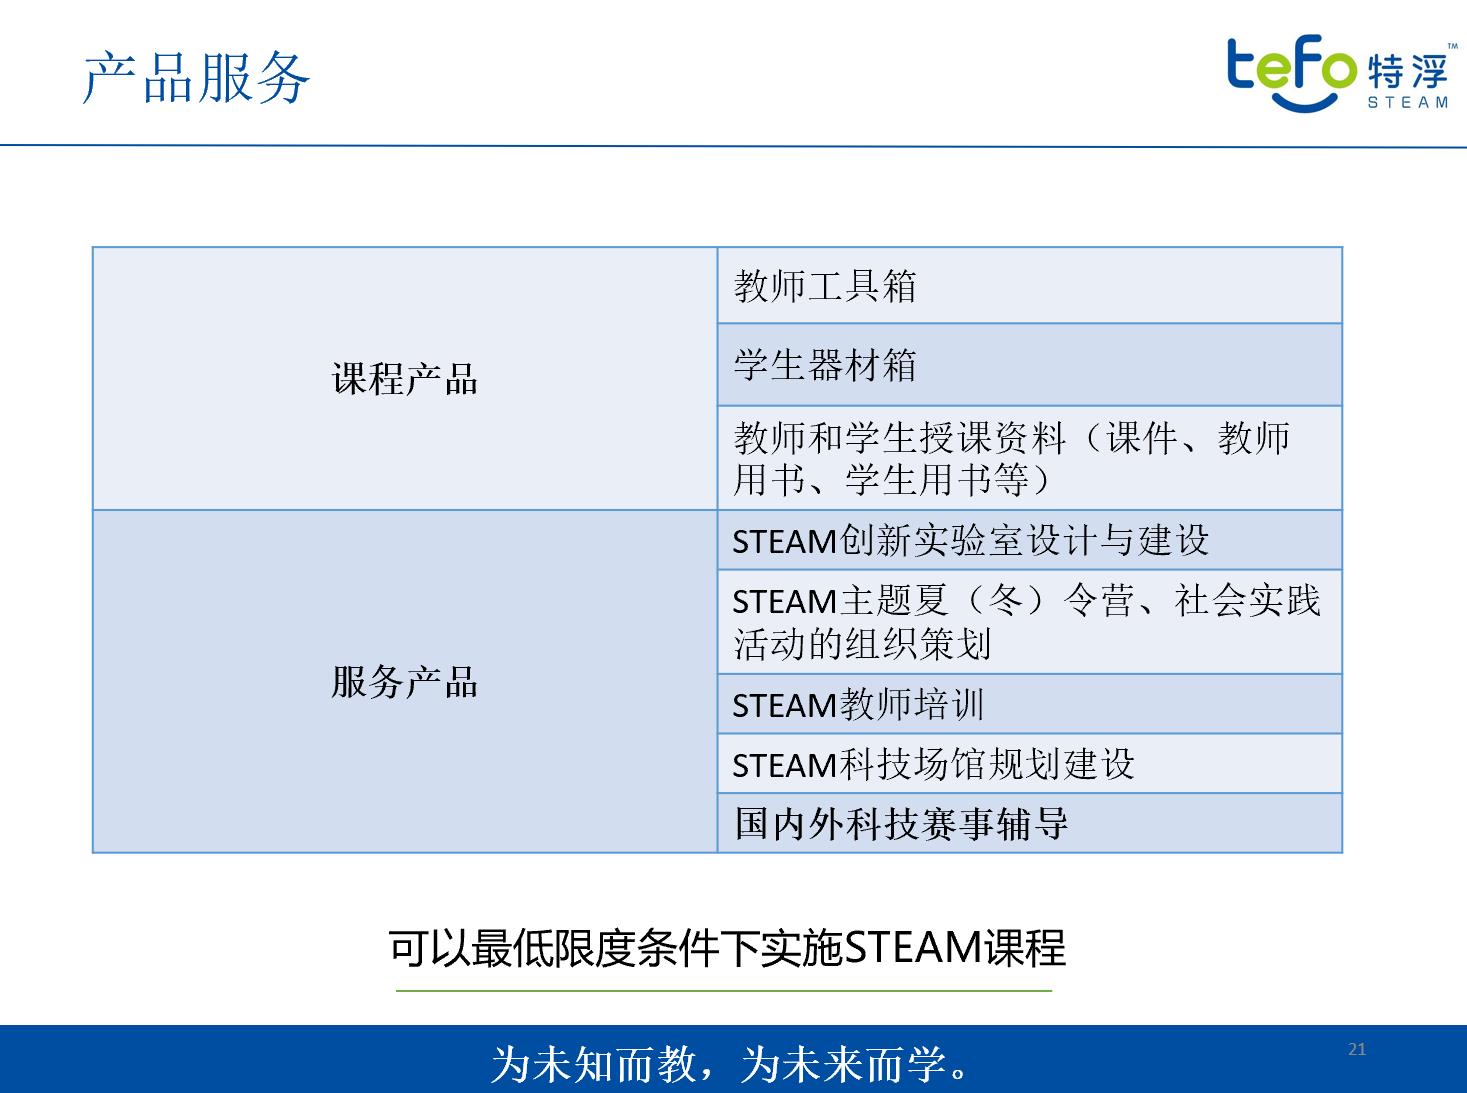 产品服务
tefo 特浮™
STEAM
课程产品
教师工具箱
学生器材箱
教师和学生授课资料（课件、教师
用书、学生用书等）
服务产品
STEAM创新实验室设计与建设
STEAM主题夏（冬）令营、社会实践
活动的组织策划
STEAM教师培训
STEAM科技场馆规划建设
国内外科技赛事辅导
可以最低限度条件下实施STEAM课程
为未知而教，为未来而学。
21